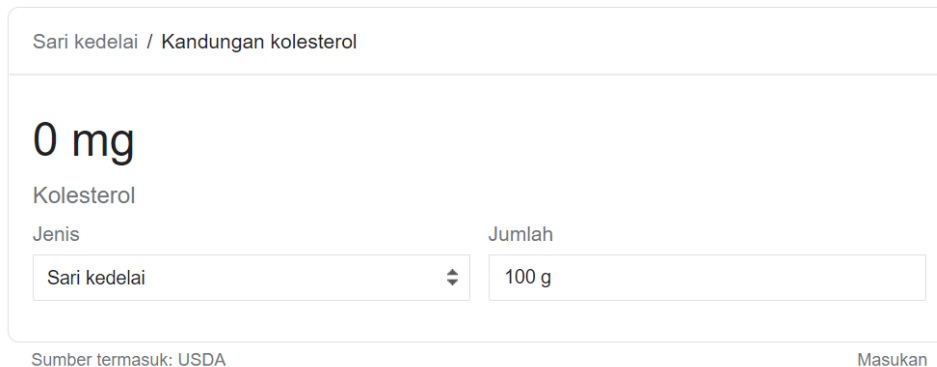 Sari kedelai / Kandungan kolesterol
0 mg
Kolesterol
Jenis Jumlah
Sari kedelai 100 g
Sumber termasuk: USDA Masukan